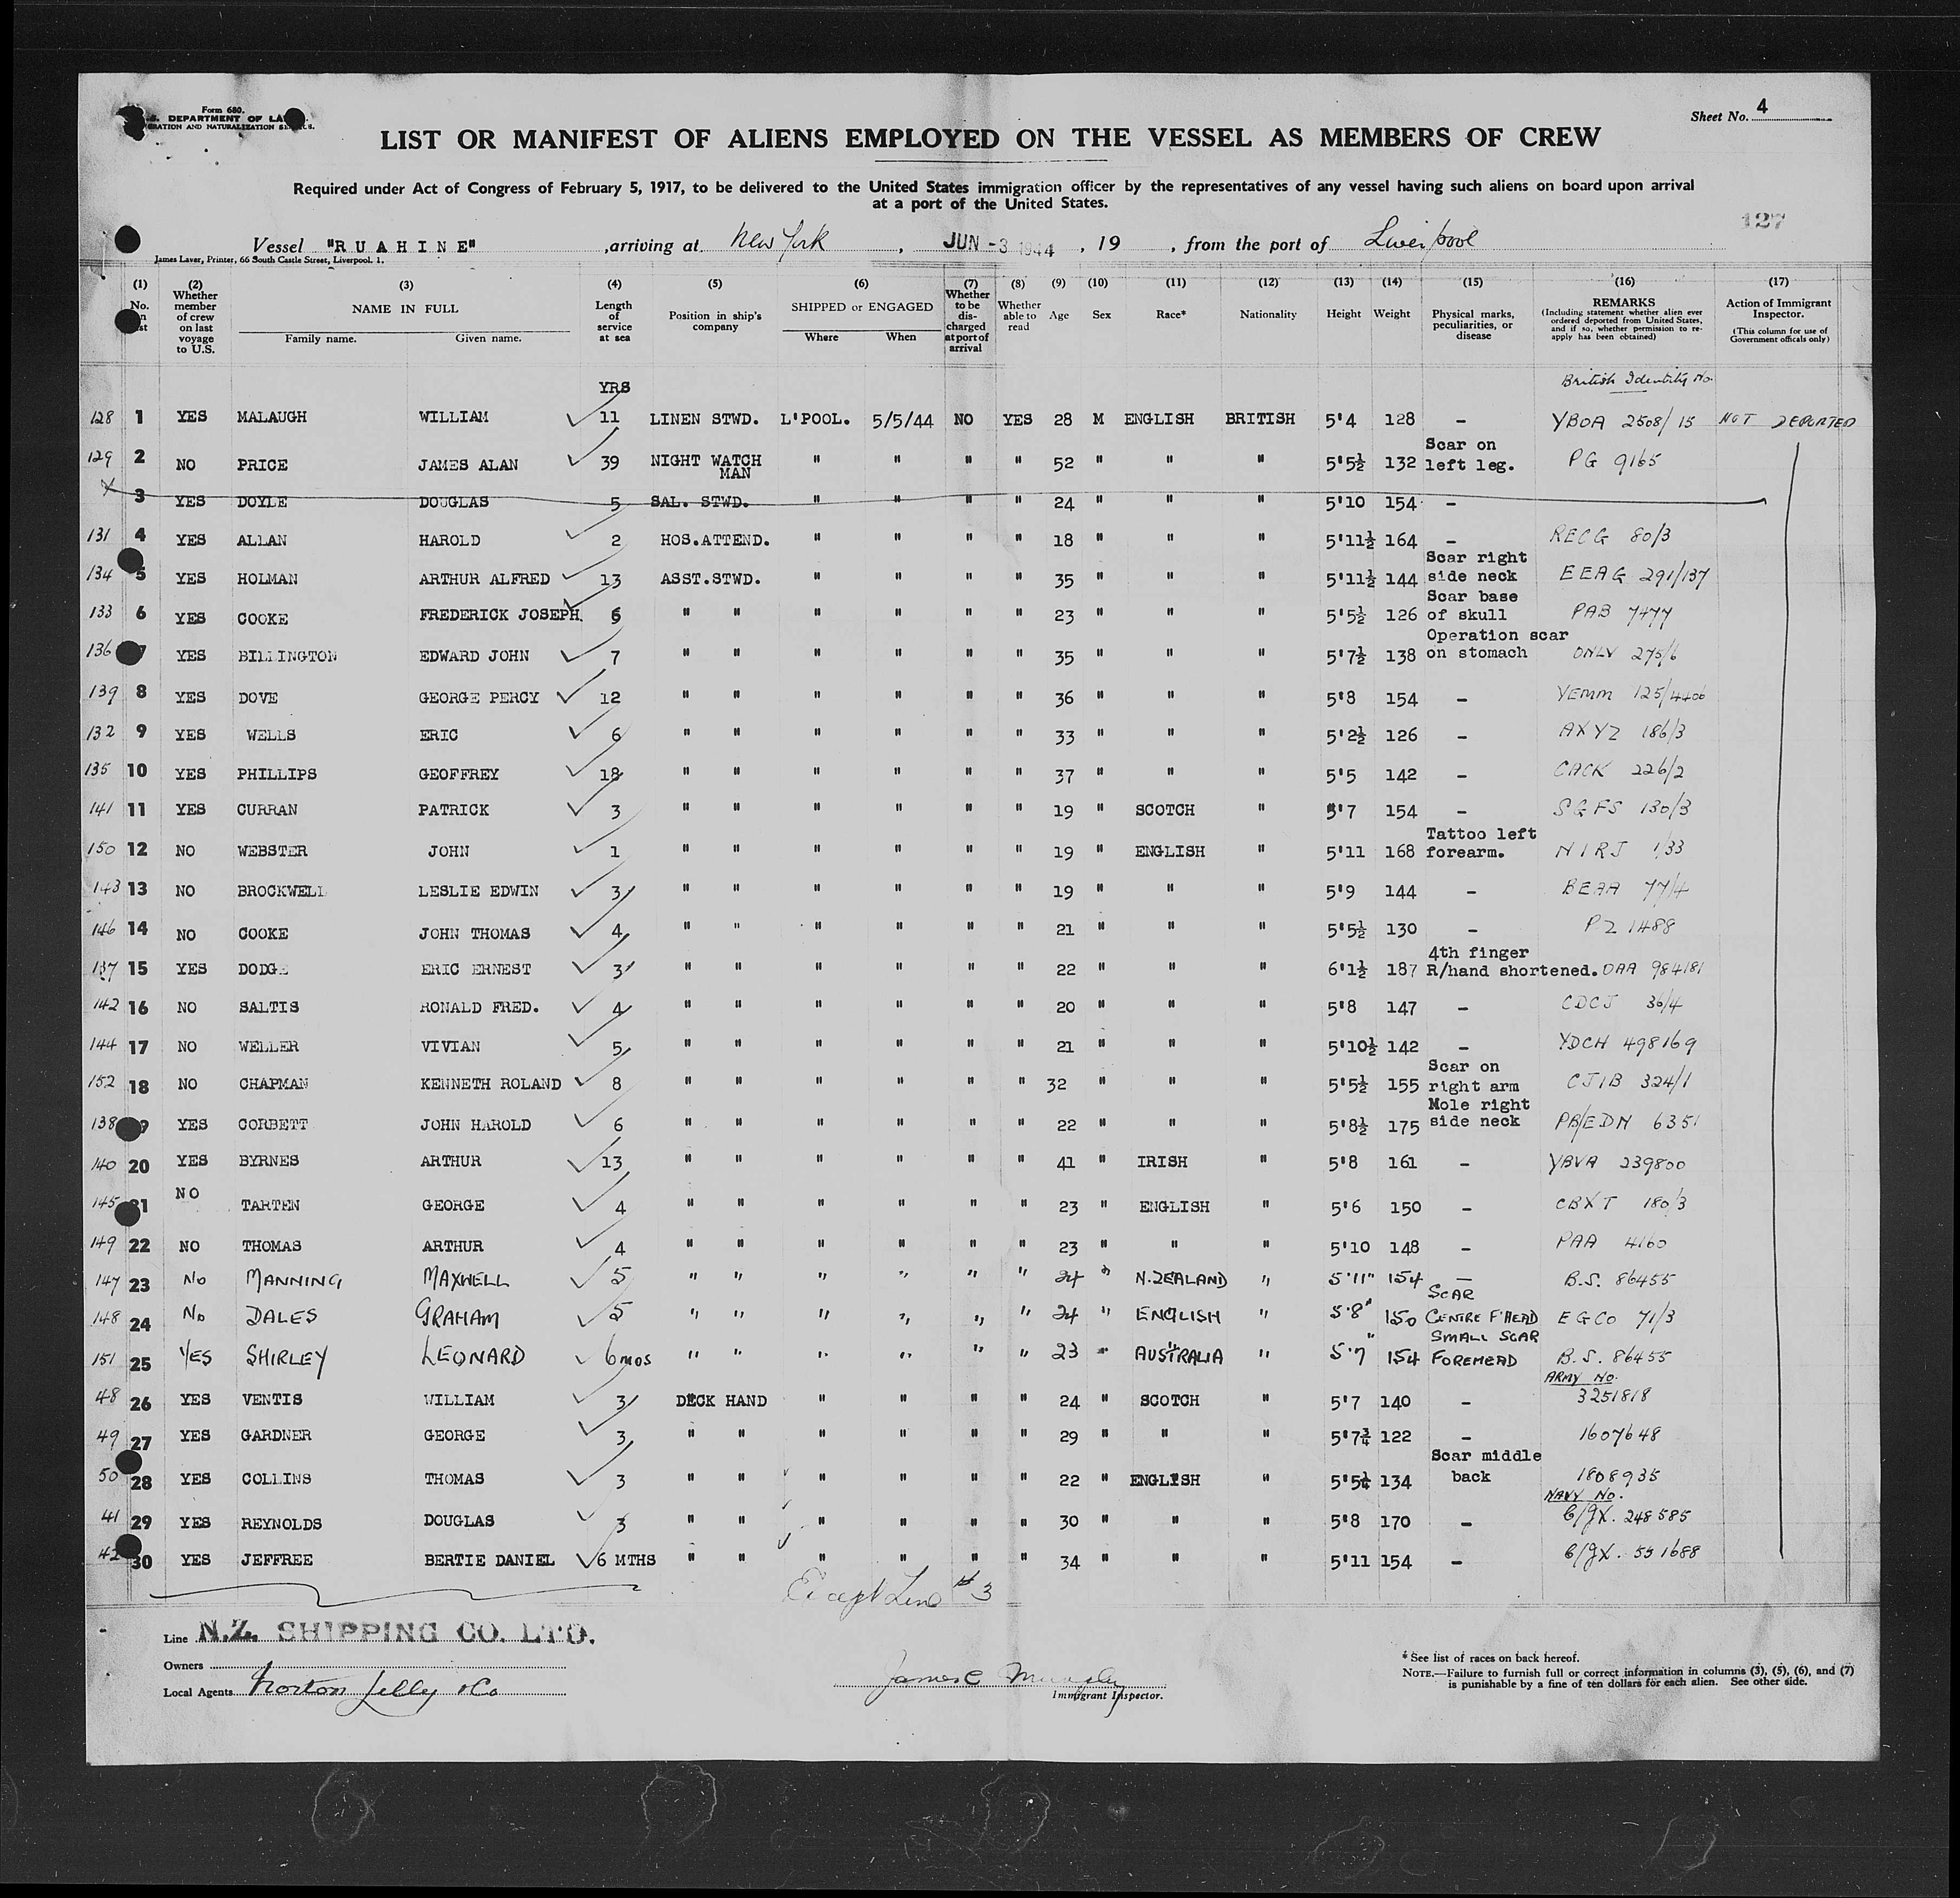 Form 680.
S. DEPARTMENT OF LA
RATION AND NATURALIZATION SERVICE.
Sheet No. 4
LIST OR MANIFEST OF ALIENS EMPLOYED ON THE VESSEL AS MEMBERS OF CREW
Required under Act of Congress of February 5, 1917, to be delivered to the United States immigration officer by the representatives of any vessel having such aliens on board upon arrival
at a port of the United States.
127
Vessel "RUAHINE" , arriving at New York , JUN -3 1944 , 19 , from the port of Liverpool
James Laver, Printer, 66 South Castle Street, Liverpool. 1.
(1) (2) (3) (4) (5) (6) (7) (8) (9) (10) (11) (12) (13) (14) (15) (16) (17)
No. Whether member of crew on last voyage to U.S. NAME IN FULL Family name. Given name. Length of service at sea Position in ship's company SHIPPED or ENGAGED Where When Whether to be discharged at port of arrival Whether able to read Age Sex Race* Nationality Height Weight Physical marks, peculiarities, or disease REMARKS (Including statement whether alien ever ordered deported from United States, and if so, whether permission to re-apply has been obtained) Action of Immigrant Inspector. (This column for use of Government officals only)
YRS British Identity No.
128 1 YES MALAUGH WILLIAM 11 LINEN STWD. L'POOL. 5/5/44 NO YES 28 M ENGLISH BRITISH 5'4 128 - YBOA 2508/15 NOT DEPORTED
129 2 NO PRICE JAMES ALAN 39 NIGHT WATCH MAN " " " " 52 " " " 5'5½ 132 Scar on left leg. PG 9165
X 3 YES DOYLE DOUGLAS 5 SAL. STWD. " " " " 24 " " " 5'10 154 -
131 4 YES ALLAN HAROLD 2 HOS.ATTEND. " " " " 18 " " " 5'11½ 164 - RECG 80/3
134 5 YES HOLMAN ARTHUR ALFRED 13 ASST.STWD. " " " " 35 " " " 5'11½ 144 Scar right side neck EEAG 291/137
133 6 YES COOKE FREDERICK JOSEPH. 6 " " " " " " 23 " " " 5'5½ 126 Scar base of skull PAB 7477
136 7 YES BILLINGTON EDWARD JOHN 7 " " " " " " 35 " " " 5'7½ 138 Operation scar on stomach ONLV 275/6
139 8 YES DOVE GEORGE PERCY 12 " " " " " " 36 " " " 5'8 154 - YEMM 125/4406
132 9 YES WELLS ERIC 6 " " " " " " 33 " " " 5'2½ 126 - AXYZ 186/3
135 10 YES PHILLIPS GEOFFREY 18 " " " " " " 37 " " " 5'5 142 - CACK 226/2
141 11 YES CURRAN PATRICK 3 " " " " " " 19 " SCOTCH " 5'7 154 - SGFS 130/3
150 12 NO WEBSTER JOHN 1 " " " " " " 19 " ENGLISH " 5'11 168 Tattoo left forearm. NIRJ 1/33
143 13 NO BROCKWELL LESLIE EDWIN 3 " " " " " " 19 " " " 5'9 144 - BEAA 77/4
146 14 NO COOKE JOHN THOMAS 4 " " " " " " 21 " " " 5'5½ 130 - PZ 1488
137 15 YES DODGE ERIC ERNEST 3 " " " " " " 22 " " " 6'1½ 187 4th finger R/hand shortened. OAA 984181
142 16 NO SALTIS RONALD FRED. 4 " " " " " " 20 " " " 5'8 147 - CDCJ 36/4
144 17 NO WELLER VIVIAN 5 " " " " " " 21 " " " 5'10½ 142 - YDCH 498169
152 18 NO CHAPMAN KENNETH ROLAND 8 " " " " " " 32 " " " 5'5½ 155 Scar on right arm CJIB 324/1
138 YES CORBETT JOHN HAROLD 6 " " " " " " 22 " " " 5'8½ 175 Mole right side neck PB/EDN 6351
140 20 YES BYRNES ARTHUR 13 " " " " " " 41 " IRISH " 5'8 161 - YBVA 239800
145 21 NO TARTEN GEORGE 4 " " " " " " 23 " ENGLISH " 5'6 150 - CBXT 180/3
149 22 NO THOMAS ARTHUR 4 " " " " " " 23 " " " 5'10 148 - PAA 4160
147 23 No MANNING MAXWELL 5 " " " " " 24 " N.ZEALAND " 5'11" 154 - B.S. 86455
148 24 No DALES GRAHAM 5 " " " " " " 24 " ENGLISH " 5'8" 150 SCAR CENTRE F'HEAD EGCO 71/3
151 25 YES SHIRLEY LEONARD 6mos " " " " " " 23 " AUSTRALIA " 5'7" 154 SMALL SCAR FOREHEAD B.S. 86455
ARMY No.
48 26 YES VENTIS WILLIAM 3 DECK HAND " " " " 24 " SCOTCH " 5'7 140 - 3251818
49 27 YES GARDNER GEORGE 3 " " " " " " 29 " " " 5'7¾ 122 - 1607648
50 28 YES COLLINS THOMAS 3 " " " " " " 22 " ENGLISH " 5'5¼ 134 Scar middle back 1808935
NAVY No.
41 29 YES REYNOLDS DOUGLAS 3 " " " " " " 30 " " " 5'8 170 - C/JX. 248585
42 30 YES JEFFREE BERTIE DANIEL 6 MTHS " " " " " " 34 " " " 5'11 154 - C/JX. 551688
Except Line # 3
Line N.Z. SHIPPING CO. LTD.
Owners
Local Agents Norton Lilly & Co
James C
Immigrant Inspector.
* See list of races on back hereof.
NOTE.—Failure to furnish full or correct information in columns (3), (5), (6), and (7)
is punishable by a fine of ten dollars for each alien. See other side.